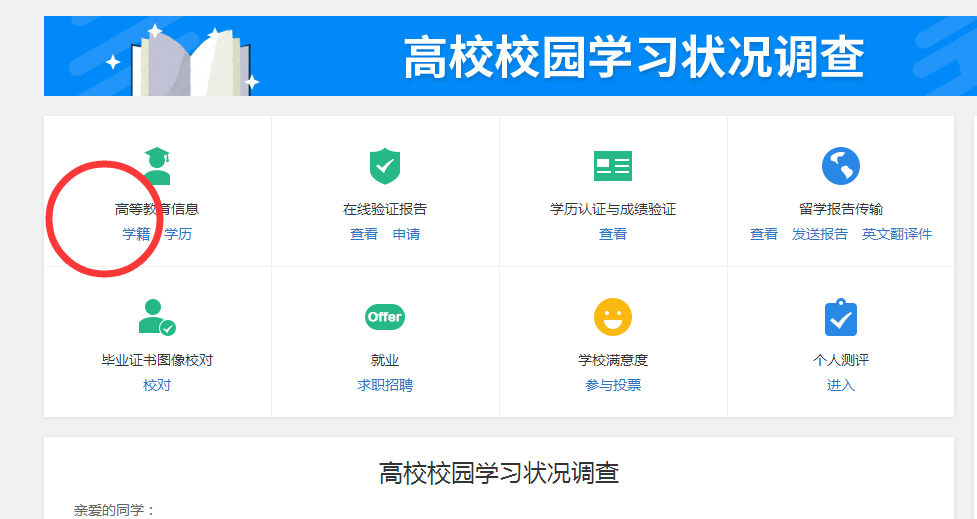 高校校园学习状况调查
高等教育信息
学籍 学历
在线验证报告
查看 申请
学历认证与成绩验证
查看
留学报告传输
查看 发送报告 英文翻译件
毕业证书图像校对
校对
Offer
就业
求职招聘
学校满意度
参与投票
个人测评
进入
高校校园学习状况调查
亲爱的同学：